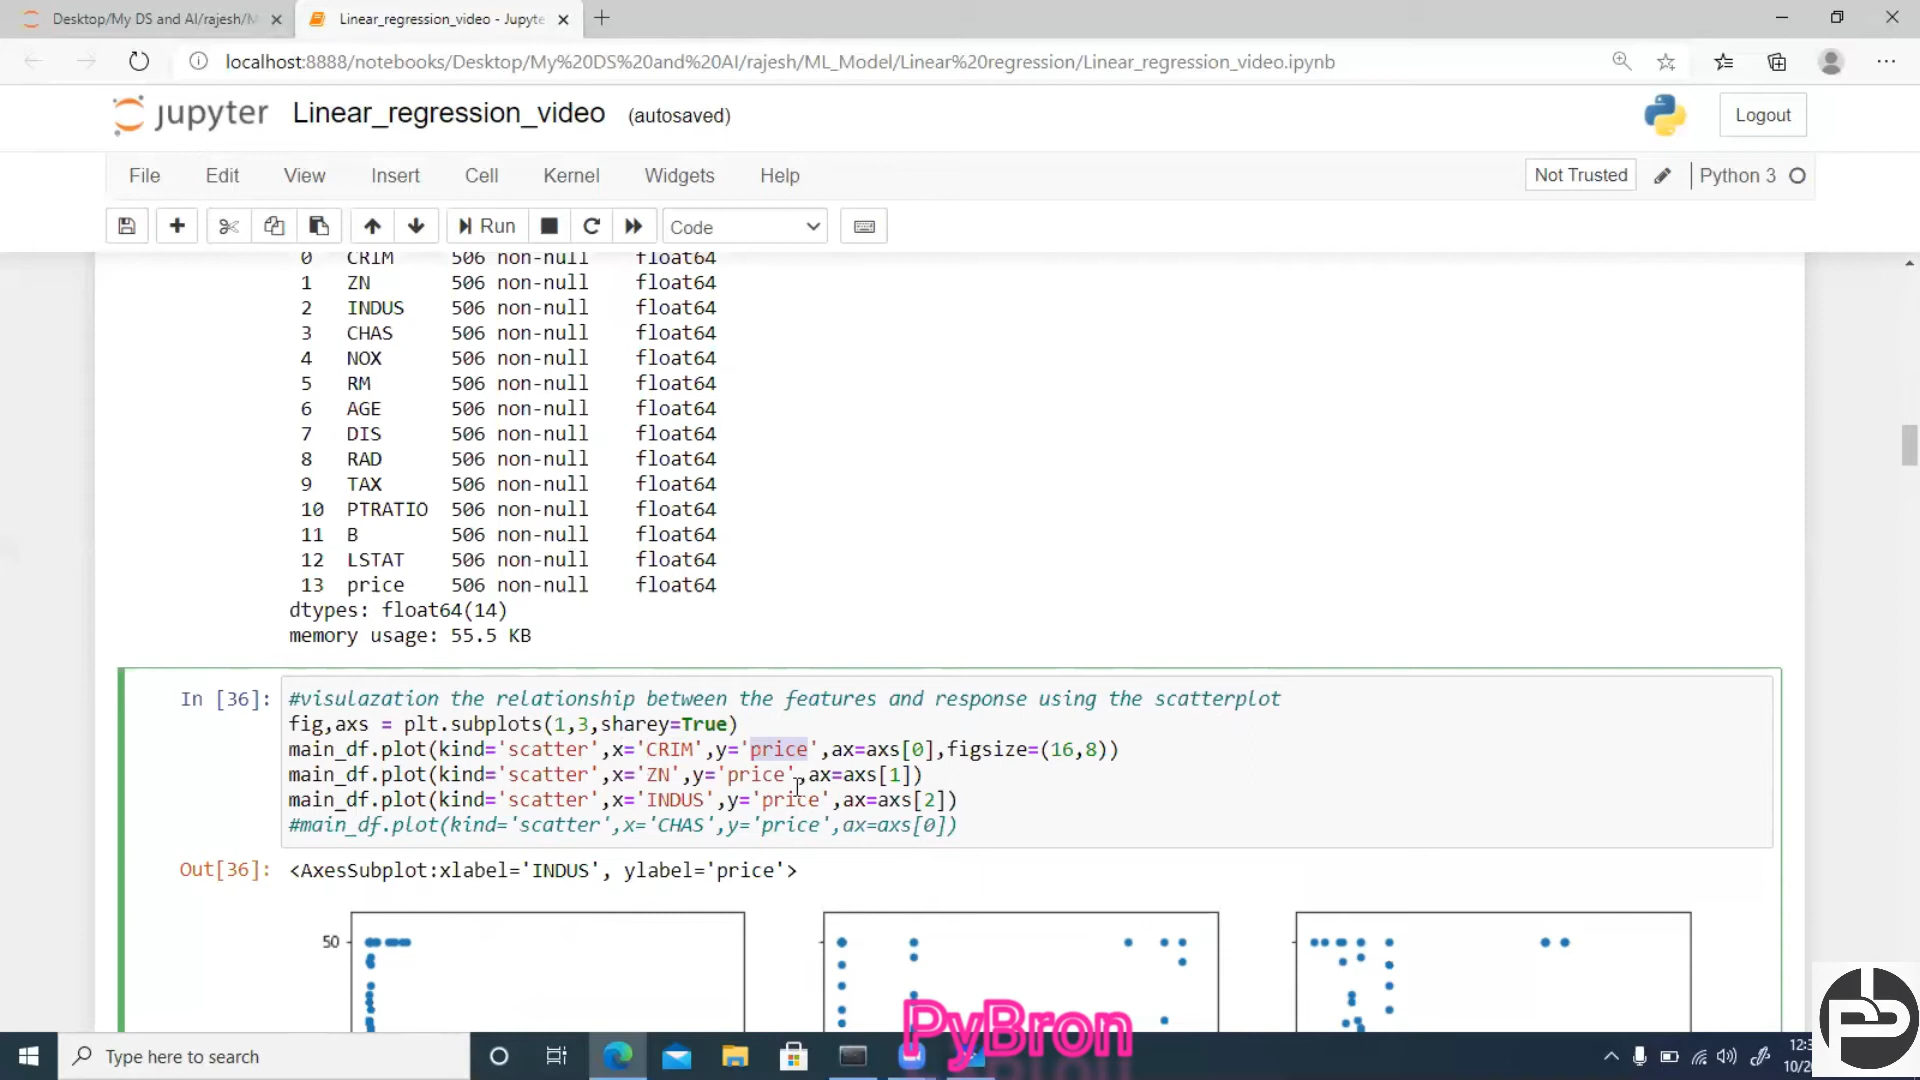 Desktop/My DS and AI/rajesh/M
Linear_regression_video - Jupyte
localhost:8888/notebooks/Desktop/My%20DS%20and%20AI/rajesh/ML_Model/Linear%20regression/Linear_regression_video.ipynb
jupyter Linear_regression_video (autosaved)
Logout
File Edit View Insert Cell Kernel Widgets Help
Not Trusted
Python 3
Run
Code
0 CRIM 506 non-null float64
1 ZN 506 non-null float64
2 INDUS 506 non-null float64
3 CHAS 506 non-null float64
4 NOX 506 non-null float64
5 RM 506 non-null float64
6 AGE 506 non-null float64
7 DIS 506 non-null float64
8 RAD 506 non-null float64
9 TAX 506 non-null float64
10 PTRATIO 506 non-null float64
11 B 506 non-null float64
12 LSTAT 506 non-null float64
13 price 506 non-null float64
dtypes: float64(14)
memory usage: 55.5 KB
In [36]: #visulazation the relationship between the features and response using the scatterplot
fig,axs = plt.subplots(1,3,sharey=True)
main_df.plot(kind='scatter',x='CRIM',y='price',ax=axs[0],figsize=(16,8))
main_df.plot(kind='scatter',x='ZN',y='price',ax=axs[1])
main_df.plot(kind='scatter',x='INDUS',y='price',ax=axs[2])
#main_df.plot(kind='scatter',x='CHAS',y='price',ax=axs[0])
Out[36]: <AxesSubplot:xlabel='INDUS', ylabel='price'>
50
PyBron
Type here to search